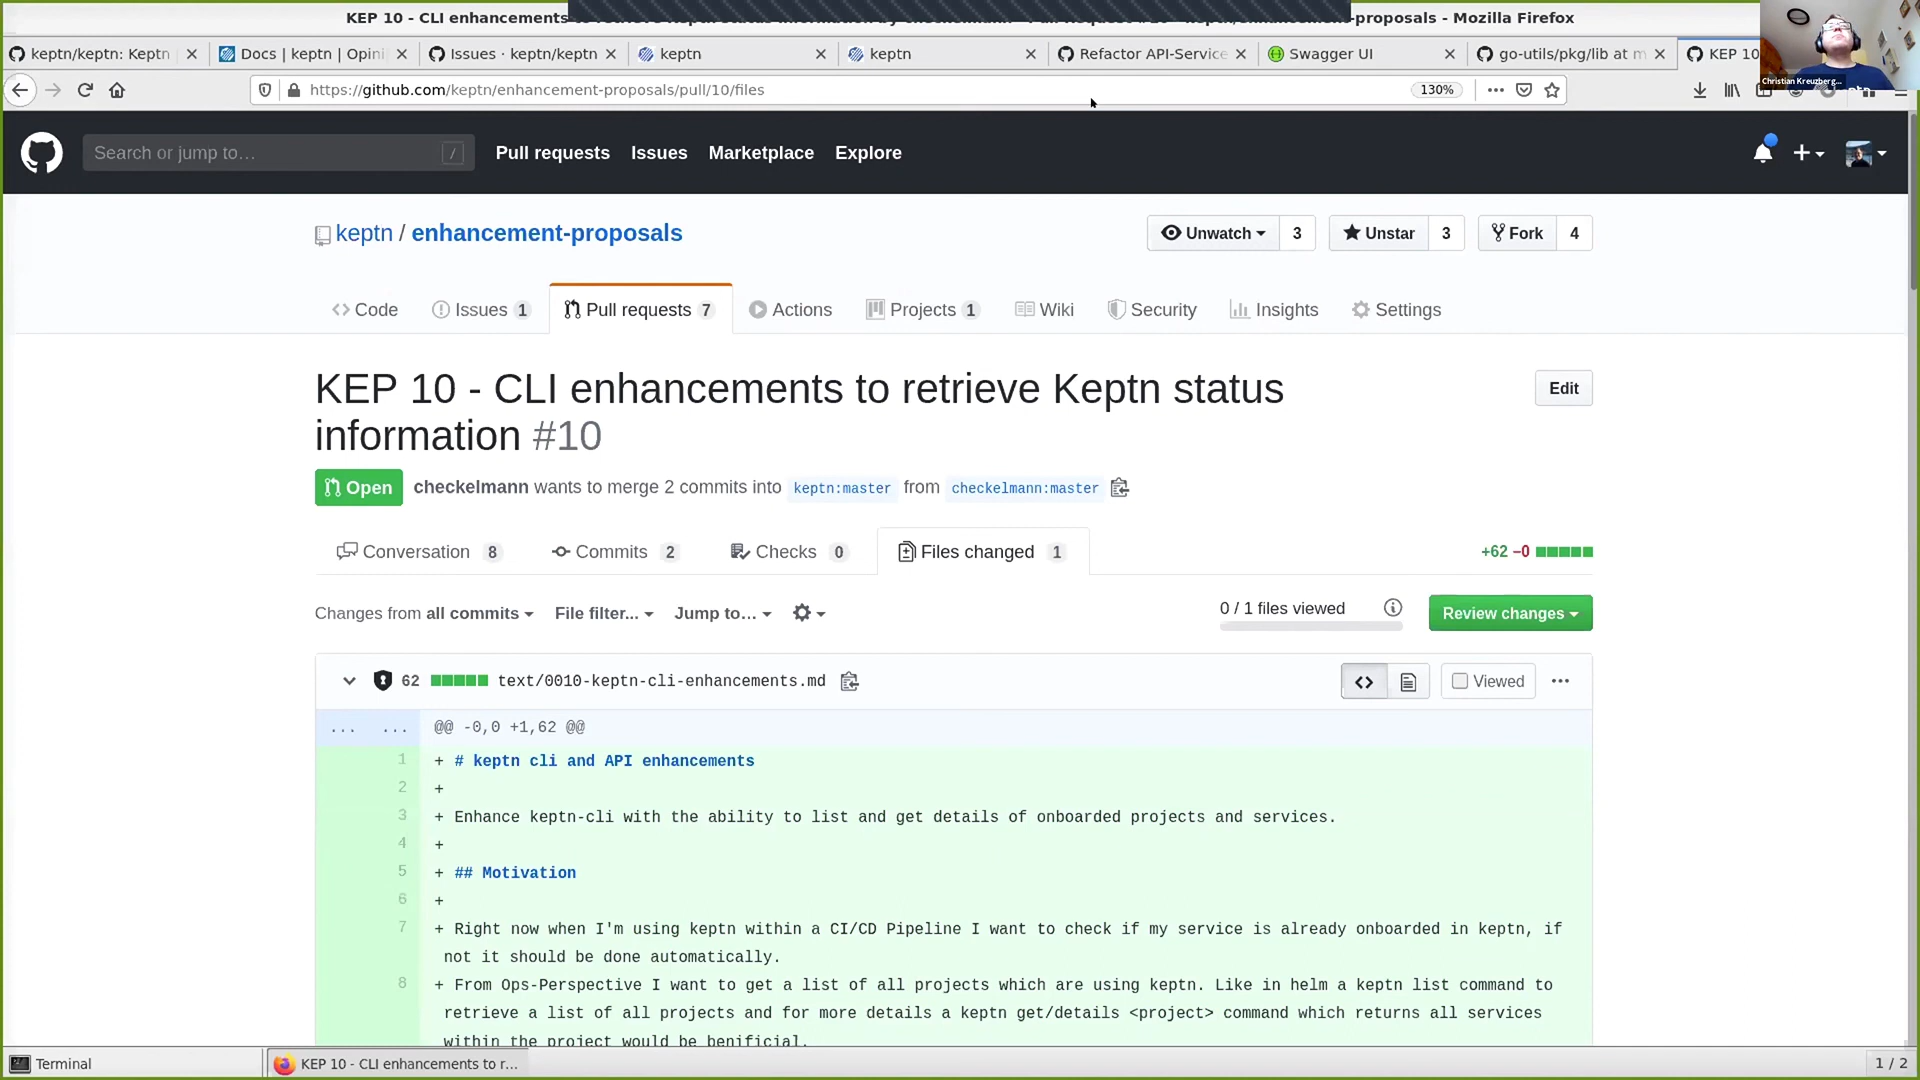 KEP 10 - CLI enhancements
-proposals - Mozilla Firefox
keptn/keptn: Keptn
Docs | keptn | Opini
Issues · keptn/keptn
keptn
keptn
Refactor API-Service
Swagger UI
go-utils/pkg/lib at m
KEP 10
Christian Kreuzberg...
https://github.com/keptn/enhancement-proposals/pull/10/files
130%
Search or jump to…
/
Pull requests
Issues
Marketplace
Explore
keptn / enhancement-proposals
Unwatch 3
Unstar 3
Fork 4
Code
Issues 1
Pull requests 7
Actions
Projects 1
Wiki
Security
Insights
Settings
KEP 10 - CLI enhancements to retrieve Keptn status
information #10
Edit
Open
checkelmann wants to merge 2 commits into keptn:master from checkelmann:master
Conversation 8
Commits 2
Checks 0
Files changed 1
+62 −0
Changes from all commits
File filter...
Jump to…
0 / 1 files viewed
Review changes
62 text/0010-keptn-cli-enhancements.md
Viewed
... ... @@ -0,0 +1,62 @@
1 + # keptn cli and API enhancements
2 +
3 + Enhance keptn-cli with the ability to list and get details of onboarded projects and services.
4 +
5 + ## Motivation
6 +
7 + Right now when I'm using keptn within a CI/CD Pipeline I want to check if my service is already onboarded in keptn, if
not it should be done automatically.
8 + From Ops-Perspective I want to get a list of all projects which are using keptn. Like in helm a keptn list command to
retrieve a list of all projects and for more details a keptn get/details <project> command which returns all services
within the project would be benificial.
Terminal
KEP 10 - CLI enhancements to r...
1 / 2